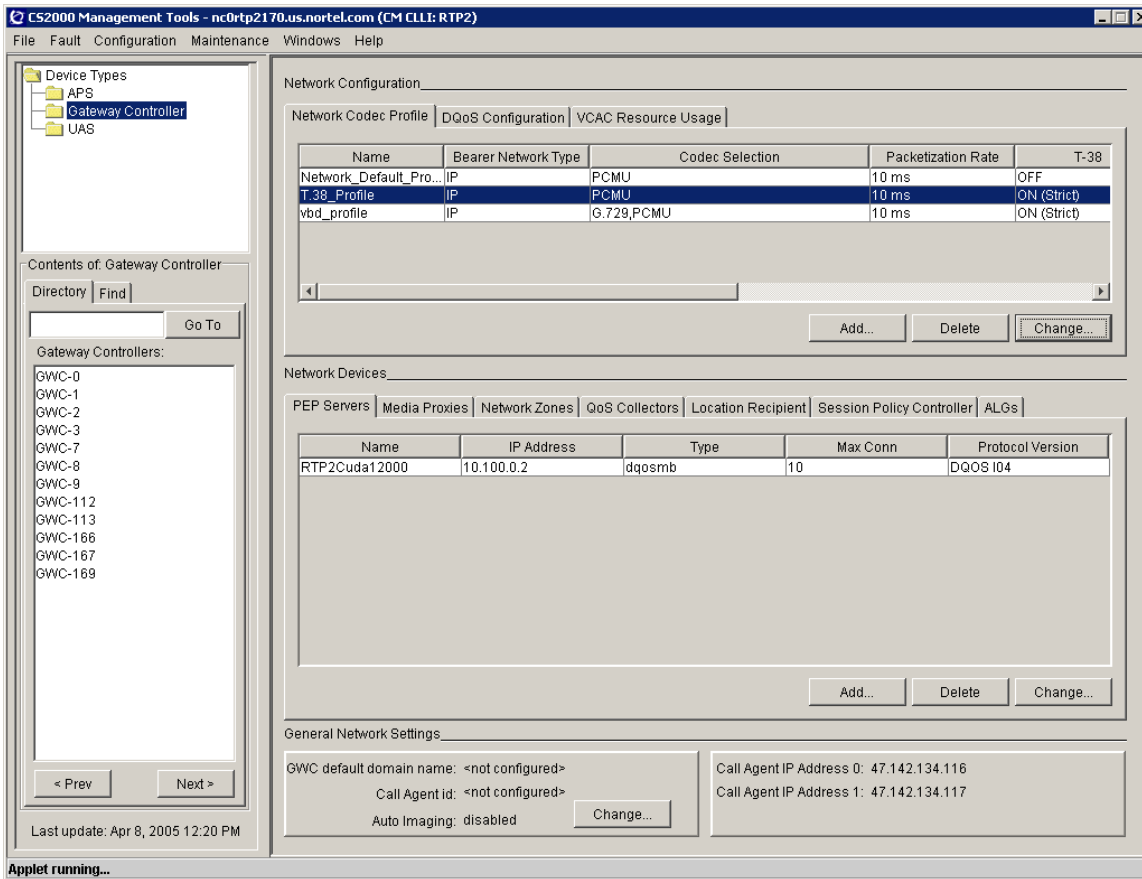 CS2000 Management Tools - nc0rtp2170.us.nortel.com (CM CLLI: RTP2)
File Fault Configuration Maintenance Windows Help
Device Types
APS
Gateway Controller
UAS
Contents of: Gateway Controller
Directory Find
Go To
Gateway Controllers:
GWC-0
GWC-1
GWC-2
GWC-3
GWC-7
GWC-8
GWC-9
GWC-112
GWC-113
GWC-166
GWC-167
GWC-169
< Prev Next >
Last update: Apr 8, 2005 12:20 PM
Network Configuration
Network Codec Profile DQoS Configuration VCAC Resource Usage
Name Bearer Network Type Codec Selection Packetization Rate T-38
Network_Default_Pro... IP PCMU 10 ms OFF
T.38_Profile IP PCMU 10 ms ON (Strict)
vbd_profile IP G.729,PCMU 10 ms ON (Strict)
Add... Delete Change...
Network Devices
PEP Servers Media Proxies Network Zones QoS Collectors Location Recipient Session Policy Controller ALGs
Name IP Address Type Max Conn Protocol Version
RTP2Cuda12000 10.100.0.2 dqosmb 10 DQOS I04
Add... Delete Change...
General Network Settings
GWC default domain name: <not configured>
Call Agent id: <not configured>
Auto Imaging: disabled Change...
Call Agent IP Address 0: 47.142.134.116
Call Agent IP Address 1: 47.142.134.117
Applet running...